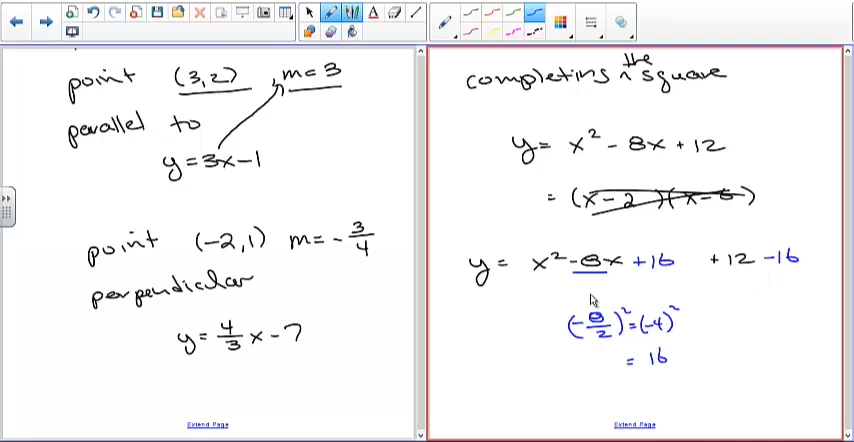 point (3,2) , m = 3
parallel to
y = 3x - 1
point (-2,1) m = - 3/4
perpendicular
y = 4/3 x - 7
Extend Page
completing the square
y = x² - 8x + 12
= (x - 2)(x - 6)
y = x² - 8x + 16 + 12 - 16
(- 8/2)² = (-4)²
= 16
Extend Page